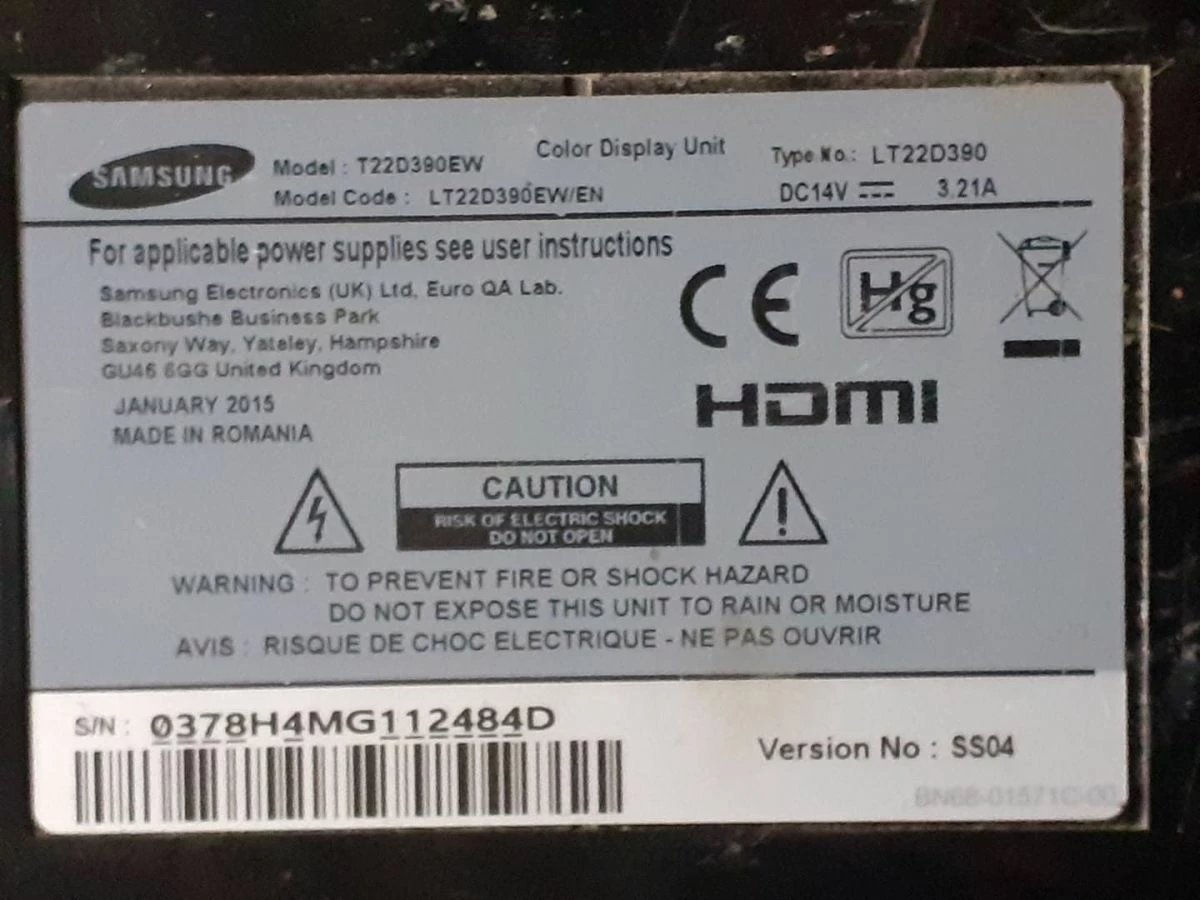 SAMSUNG
Model : T22D390EW
Color Display Unit
Type No.: LT22D390
Model Code : LT22D390EW/EN
DC14V 3.21A
For applicable power supplies see user instructions
Samsung Electronics (UK) Ltd, Euro QA Lab.
Blackbushe Business Park
Saxony Way, Yateley, Hampshire
GU46 6GG United Kingdom
JANUARY 2015
MADE IN ROMANIA
CE
Hg
HDMI
CAUTION
RISK OF ELECTRIC SHOCK
DO NOT OPEN
WARNING : TO PREVENT FIRE OR SHOCK HAZARD
DO NOT EXPOSE THIS UNIT TO RAIN OR MOISTURE
AVIS : RISQUE DE CHOC ELECTRIQUE - NE PAS OUVRIR
S/N : 0378H4MG112484D
Version No : SS04
BN68-01571C-00